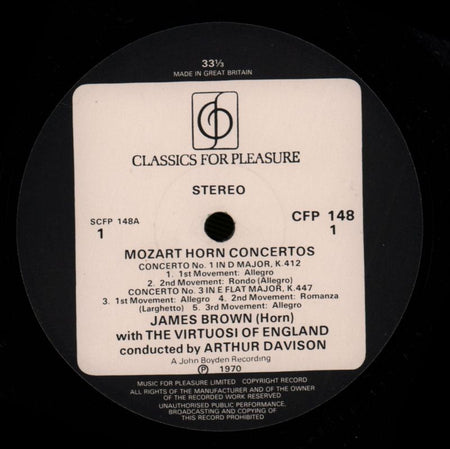 33⅓
MADE IN GREAT BRITAIN
CLASSICS FOR PLEASURE
STEREO
SCFP 148A
1
CFP 148
1
MOZART HORN CONCERTOS
CONCERTO No. 1 IN D MAJOR, K.412
1. 1st Movement: Allegro
2. 2nd Movement: Rondo (Allegro)
CONCERTO No. 3 IN E FLAT MAJOR, K.447
3. 1st Movement: Allegro 4. 2nd Movement: Romanza
(Larghetto) 5. 3rd Movement: Allegro
JAMES BROWN (Horn)
with THE VIRTUOSI OF ENGLAND
conducted by ARTHUR DAVISON
A John Boyden Recording
Ⓟ 1970
MUSIC FOR PLEASURE LIMITED COPYRIGHT RECORD
ALL RIGHTS OF THE MANUFACTURER AND OF THE OWNER
OF THE RECORDED WORK RESERVED
UNAUTHORISED PUBLIC PERFORMANCE,
BROADCASTING AND COPYING OF
THIS RECORD PROHIBITED